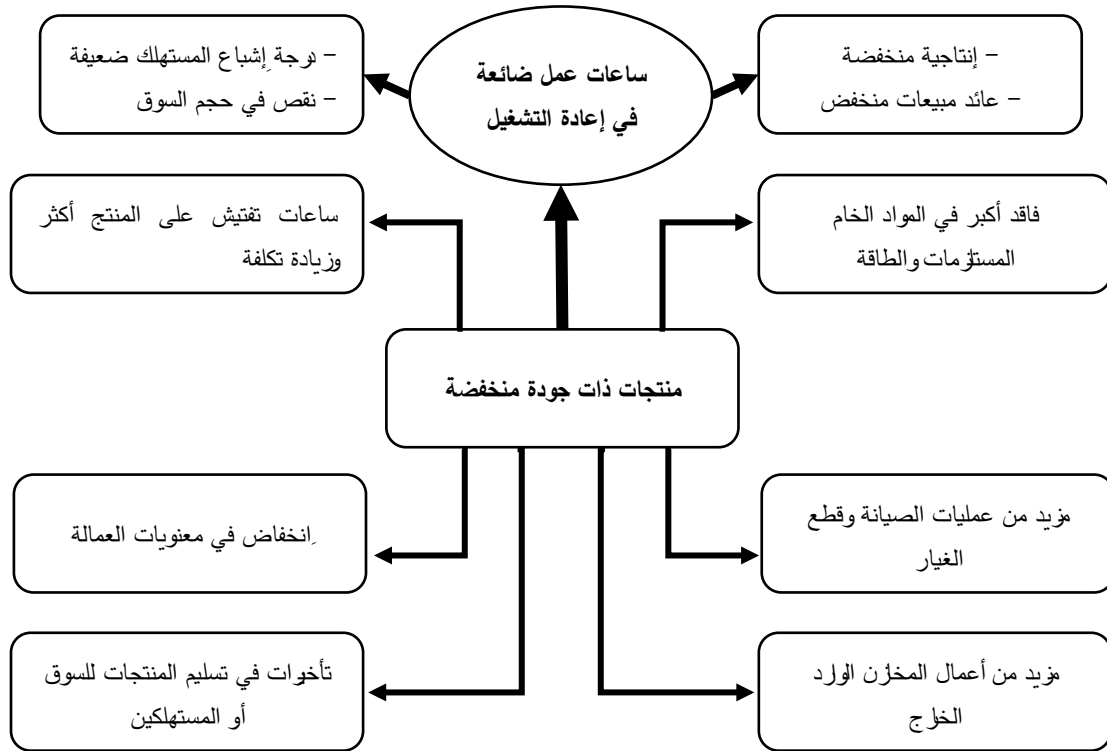 – إنتاجية منخفضة
– عائد مبيعات منخفض
ساعات عمل ضائعة
في إعادة التشغيل
– درجة إشباع المستهلك ضعيفة
– نقص في حجم السوق
فاقد أكبر في المواد الخام
المستلزمات والطاقة
ساعات تفتيش على المنتج أكثر
وزيادة تكلفة
منتجات ذات جودة منخفضة
مزيد من عمليات الصيانة وقطع
الغيار
إنخفاض في معنويات العمالة
مزيد من أعمال المخازن الوارد
الخارج
تأخيرات في تسليم المنتجات للسوق
أو المستهلكين